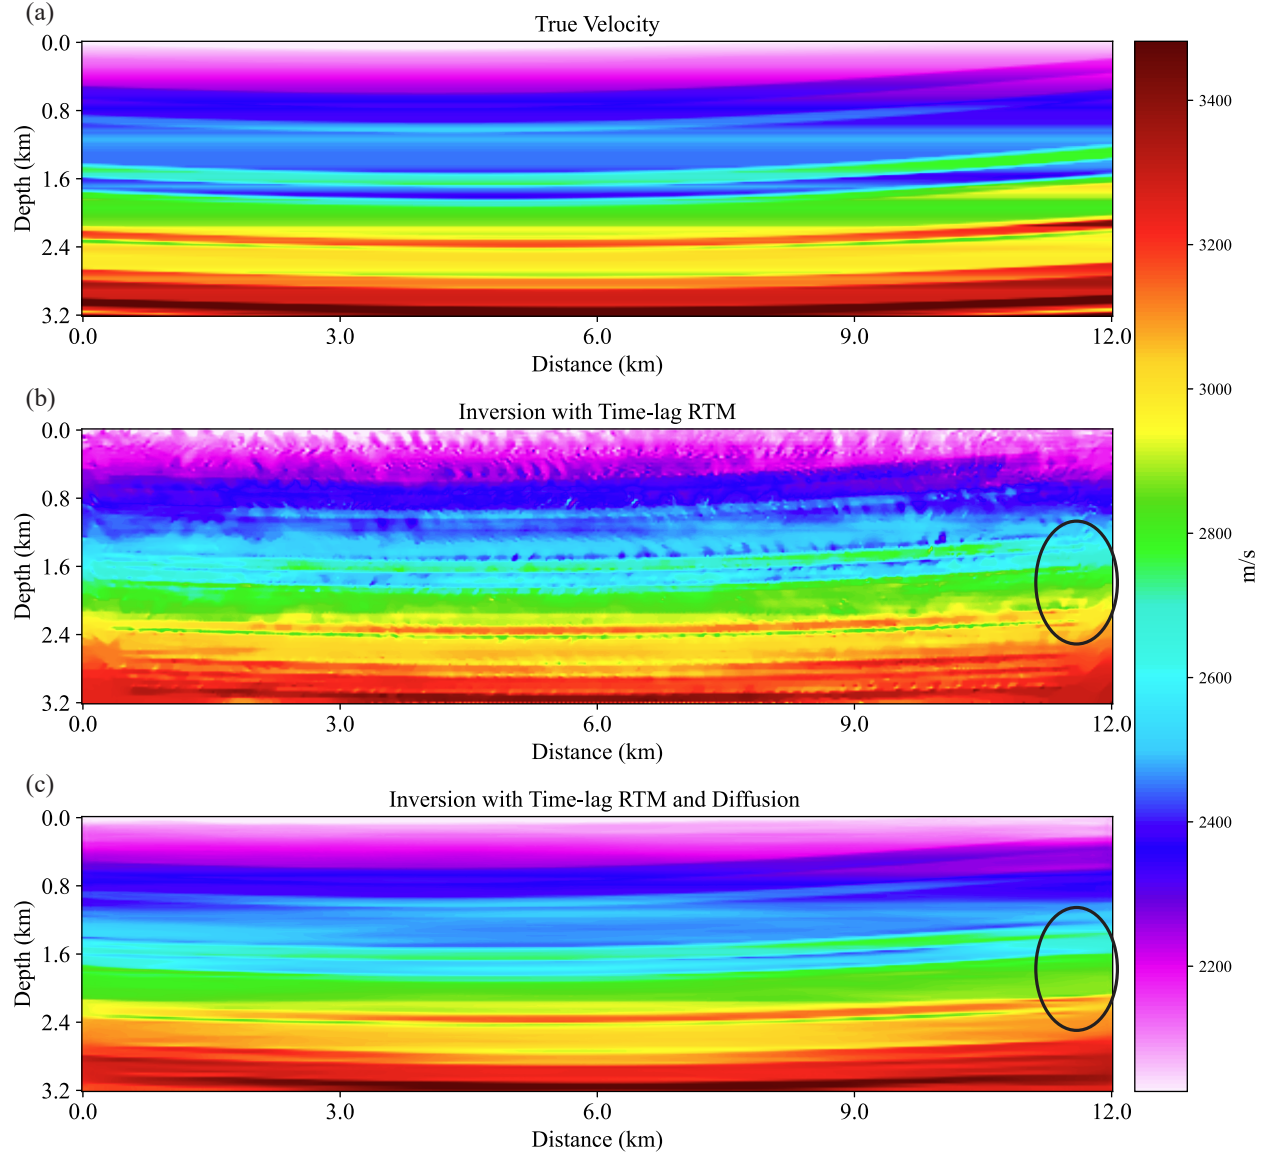 (a)
True Velocity
0.0
0.8
1.6
2.4
3.2
Depth (km)
0.0 3.0 6.0 9.0 12.0
Distance (km)
(b)
Inversion with Time-lag RTM
0.0
0.8
1.6
2.4
3.2
Depth (km)
0.0 3.0 6.0 9.0 12.0
Distance (km)
(c)
Inversion with Time-lag RTM and Diffusion
0.0
0.8
1.6
2.4
3.2
Depth (km)
0.0 3.0 6.0 9.0 12.0
Distance (km)
3400
3200
3000
2800
2600
2400
2200
m/s